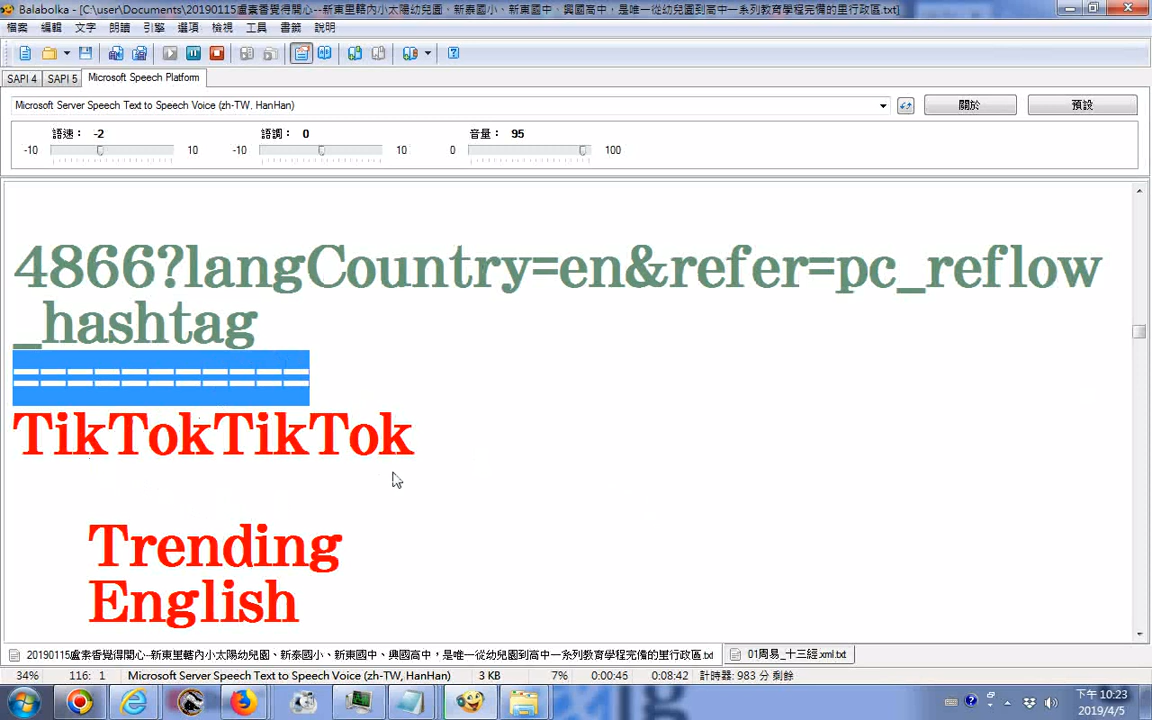 Balabolka - [C:\user\Documents\20190115盧素香覺得開心--新東里轄內小太陽幼兒園、新泰國小、新東國中、興國高中，是唯一從幼兒園到高中一系列教育學程完備的里行政區.txt]
檔案 編輯 文字 朗讀 引擎 選項 檢視 工具 書籤 說明
SAPI 4 SAPI 5 Microsoft Speech Platform
Microsoft Server Speech Text to Speech Voice (zh-TW, HanHan) 關於 預設
語速： -2 語調： 0 音量： 95
-10 10 -10 10 0 100
4866?langCountry=en&refer=pc_reflow
_hashtag
===========
TikTokTikTok
Trending
English
20190115盧素香覺得開心--新東里轄內小太陽幼兒園、新泰國小、新東國中、興國高中，是唯一從幼兒園到高中一系列教育學程完備的里行政區.txt 01周易_十三經.xml.txt
34% 116: 1 Microsoft Server Speech Text to Speech Voice (zh-TW, HanHan) 3 KB 7% 0:00:46 0:08:42 計時器: 983 分 剩餘
下午 10:23
2019/4/5